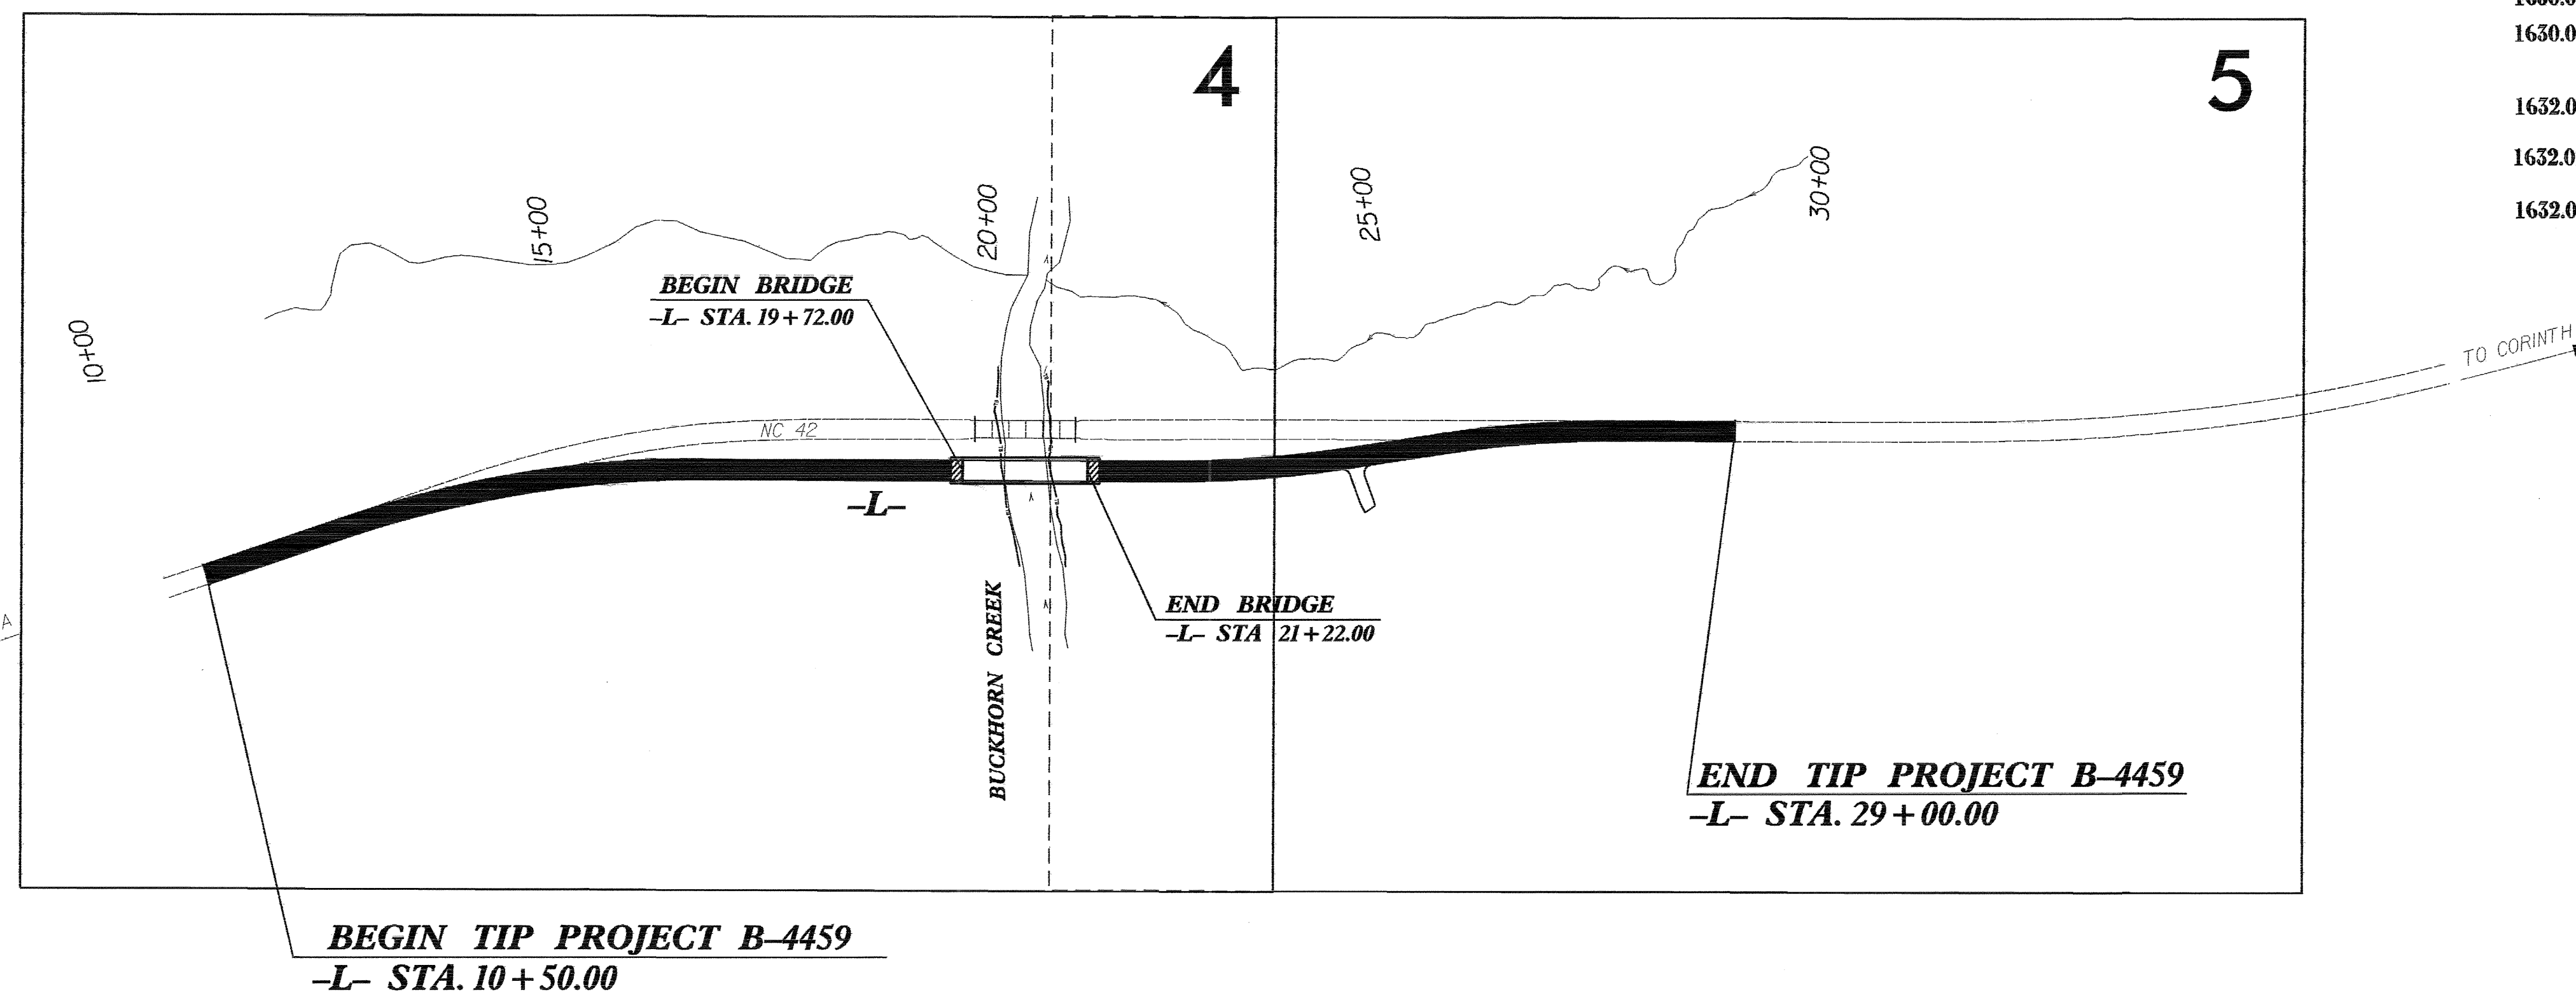 4
5
1630.0
1632.0
1632.0
1632.0
10+00
15+00
20+00
25+00
30+00
BEGIN BRIDGE
–L– STA. 19+72.00
NC 42
TO CORINTH
–L–
A
BUCKHORN CREEK
END BRIDGE
–L– STA 21+22.00
END TIP PROJECT B–4459
–L– STA. 29+00.00
BEGIN TIP PROJECT B–4459
–L– STA. 10+50.00